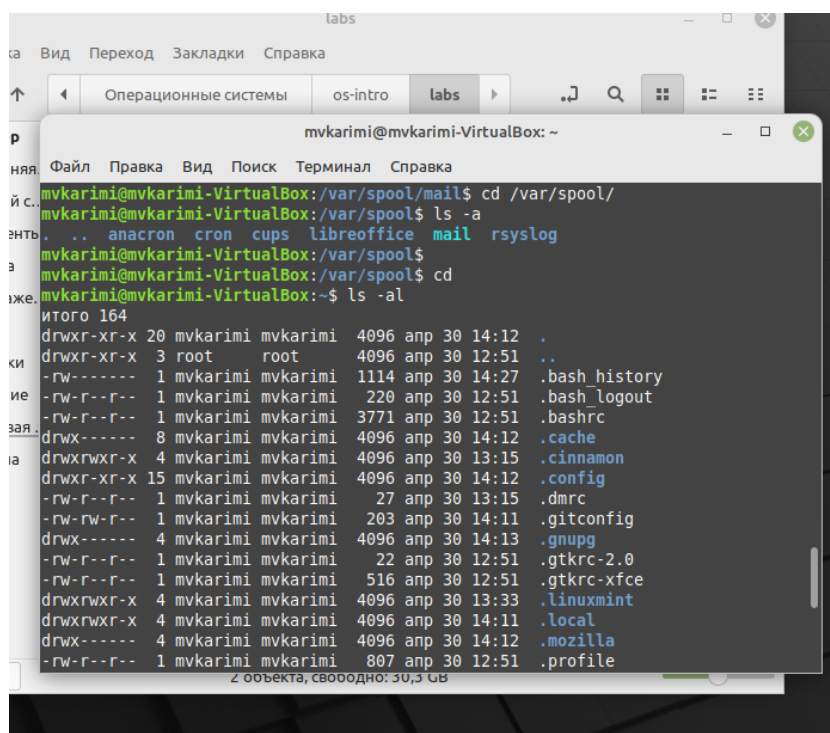 labs
ка Вид Переход Закладки Справка
Операционные системы os-intro labs
р
няя.
й с..
енть
а
аже.
ки
ие
вая .
на
mvkarimi@mvkarimi-VirtualBox: ~
Файл Правка Вид Поиск Терминал Справка
mvkarimi@mvkarimi-VirtualBox:/var/spool/mail$ cd /var/spool/
mvkarimi@mvkarimi-VirtualBox:/var/spool$ ls -a
. .. anacron cron cups libreoffice mail rsyslog
mvkarimi@mvkarimi-VirtualBox:/var/spool$
mvkarimi@mvkarimi-VirtualBox:/var/spool$ cd
mvkarimi@mvkarimi-VirtualBox:~$ ls -al
итого 164
drwxr-xr-x 20 mvkarimi mvkarimi 4096 апр 30 14:12 .
drwxr-xr-x 3 root root 4096 апр 30 12:51 ..
-rw------- 1 mvkarimi mvkarimi 1114 апр 30 14:27 .bash_history
-rw-r--r-- 1 mvkarimi mvkarimi 220 апр 30 12:51 .bash_logout
-rw-r--r-- 1 mvkarimi mvkarimi 3771 апр 30 12:51 .bashrc
drwx------ 8 mvkarimi mvkarimi 4096 апр 30 14:12 .cache
drwxrwxr-x 4 mvkarimi mvkarimi 4096 апр 30 13:15 .cinnamon
drwxr-xr-x 15 mvkarimi mvkarimi 4096 апр 30 14:12 .config
-rw-r--r-- 1 mvkarimi mvkarimi 27 апр 30 13:15 .dmrc
-rw-rw-r-- 1 mvkarimi mvkarimi 203 апр 30 14:11 .gitconfig
drwx------ 4 mvkarimi mvkarimi 4096 апр 30 14:13 .gnupg
-rw-r--r-- 1 mvkarimi mvkarimi 22 апр 30 12:51 .gtkrc-2.0
-rw-r--r-- 1 mvkarimi mvkarimi 516 апр 30 12:51 .gtkrc-xfce
drwxrwxr-x 4 mvkarimi mvkarimi 4096 апр 30 13:33 .linuxmint
drwxrwxr-x 4 mvkarimi mvkarimi 4096 апр 30 14:11 .local
drwx------ 4 mvkarimi mvkarimi 4096 апр 30 14:12 .mozilla
-rw-r--r-- 1 mvkarimi mvkarimi 807 апр 30 12:51 .profile
2 объекта, свободно: 30,3 GB